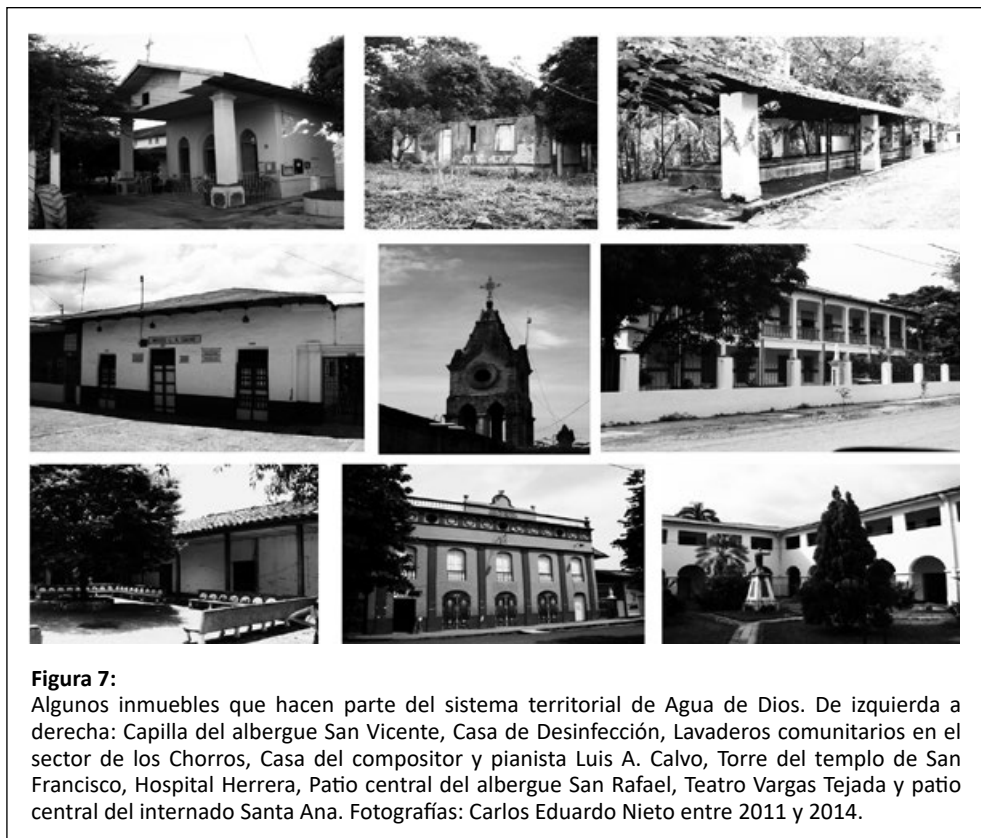 Figura 7:
Algunos inmuebles que hacen parte del sistema territorial de Agua de Dios. De izquierda a
derecha: Capilla del albergue San Vicente, Casa de Desinfección, Lavaderos comunitarios en el
sector de los Chorros, Casa del compositor y pianista Luis A. Calvo, Torre del templo de San
Francisco, Hospital Herrera, Patio central del albergue San Rafael, Teatro Vargas Tejada y patio
central del internado Santa Ana. Fotografías: Carlos Eduardo Nieto entre 2011 y 2014.